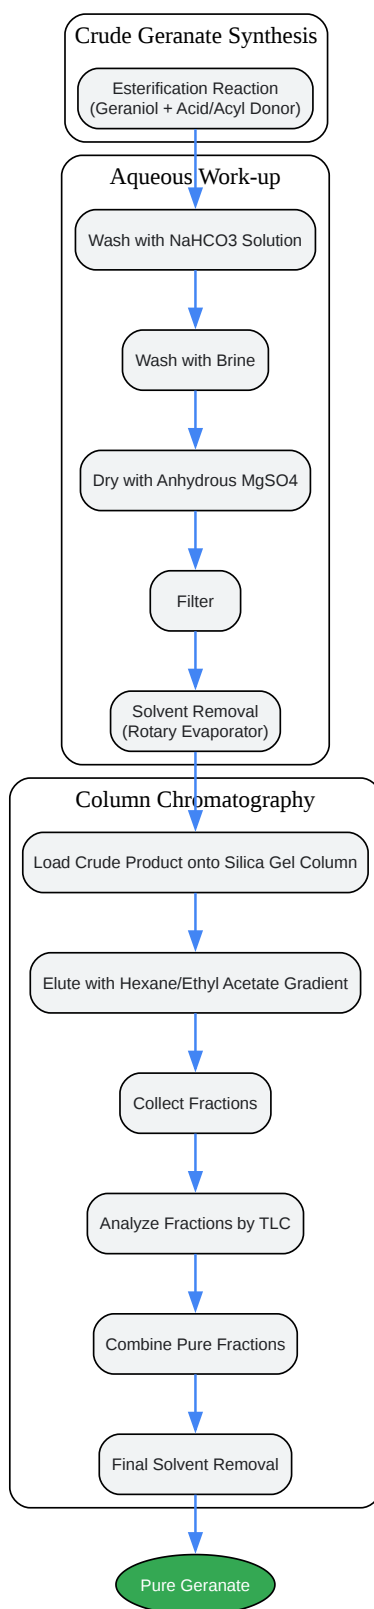 Crude Geranate Synthesis
Esterification Reaction
(Geraniol + Acid/Acyl Donor)
Aqueous Work-up
Wash with NaHCO3 Solution
Wash with Brine
Dry with Anhydrous MgSO4
Filter
Solvent Removal
(Rotary Evaporator)
Column Chromatography
Load Crude Product onto Silica Gel Column
Elute with Hexane/Ethyl Acetate Gradient
Collect Fractions
Analyze Fractions by TLC
Combine Pure Fractions
Final Solvent Removal
Pure Geranate